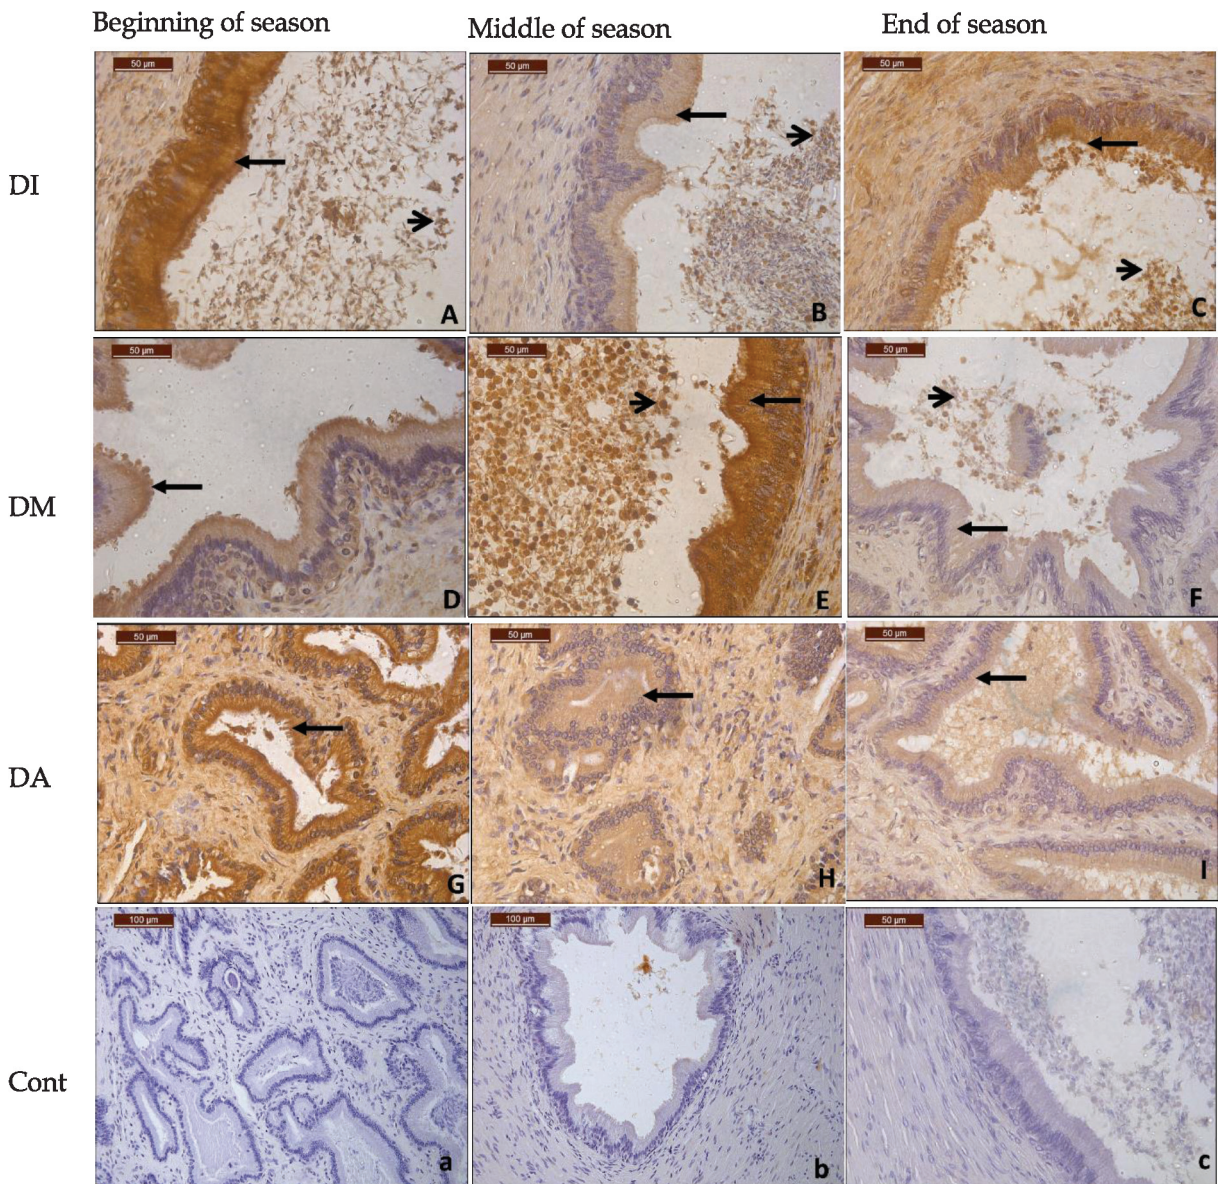 Beginning of season
Middle of season
End of season
DI
50 µm
A
50 µm
B
50 µm
C
DM
50 µm
D
50 µm
E
50 µm
F
DA
50 µm
G
50 µm
H
50 µm
I
Cont
100 µm
a
100 µm
b
50 µm
c